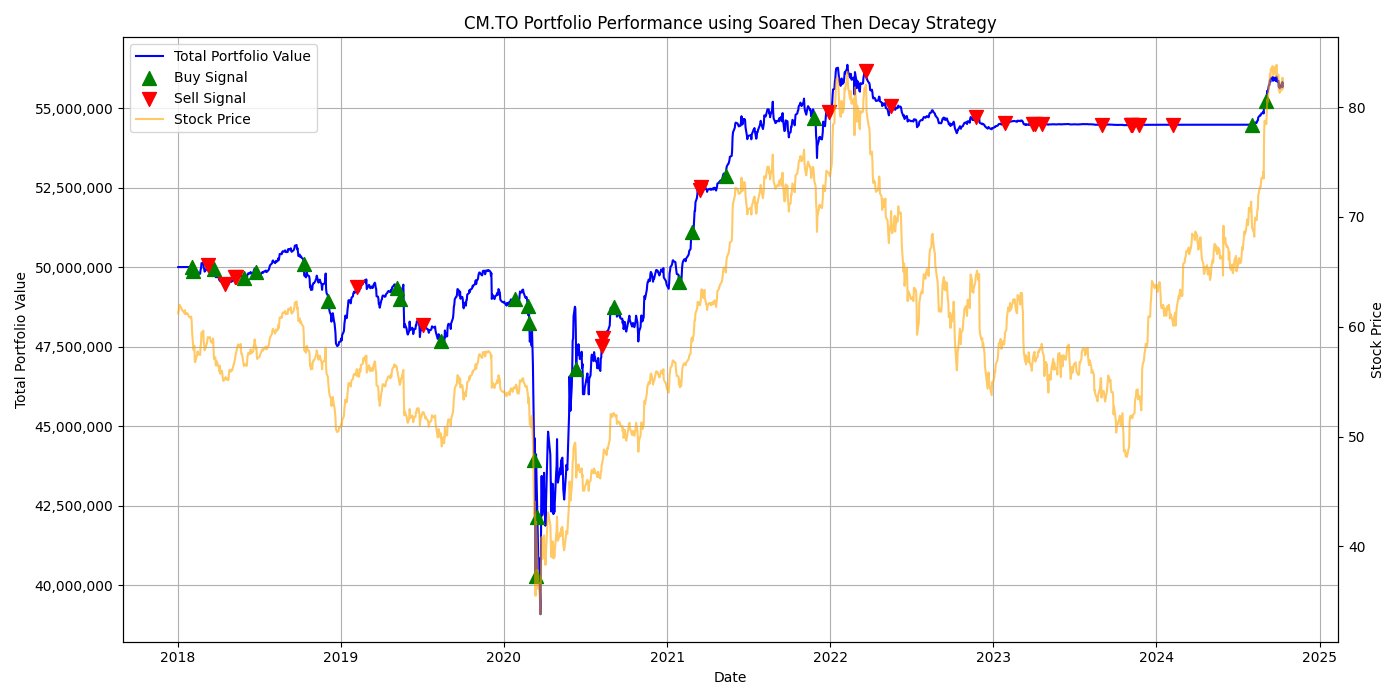 CM.TO Portfolio Performance using Soared Then Decay Strategy
Total Portfolio Value
Buy Signal
Sell Signal
Stock Price
55,000,000
52,500,000
50,000,000
47,500,000
45,000,000
42,500,000
40,000,000
Total Portfolio Value
80
70
60
50
40
Stock Price
2018 2019 2020 2021 2022 2023 2024 2025
Date